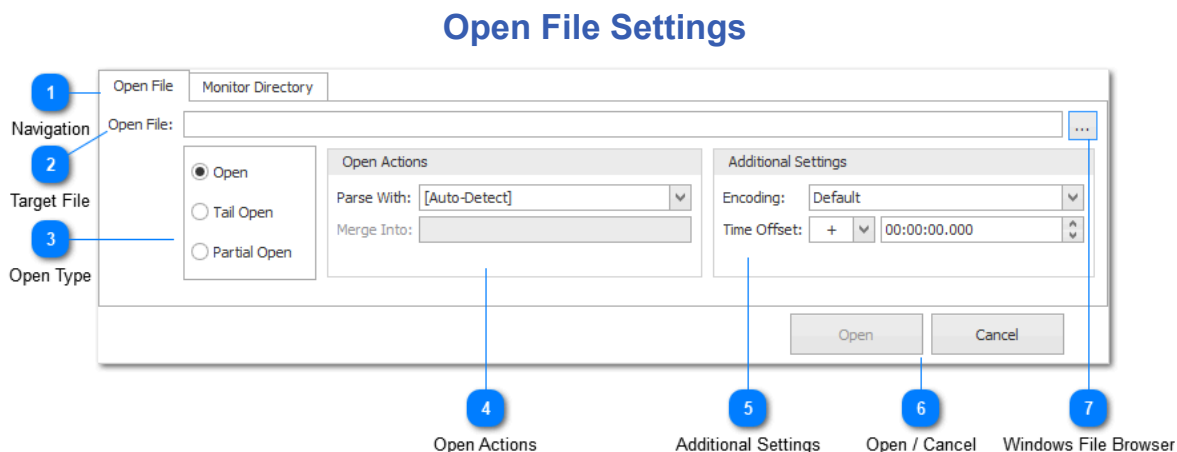 Open File Settings
Open File Monitor Directory
1
Navigation
Open File: ...
2
Target File
Open
Tail Open
Partial Open
3
Open Type
Open Actions
Parse With: [Auto-Detect]
Merge Into:
Additional Settings
Encoding: Default
Time Offset: + 00:00:00.000
Open Cancel
4
Open Actions
5
Additional Settings
6
Open / Cancel
7
Windows File Browser